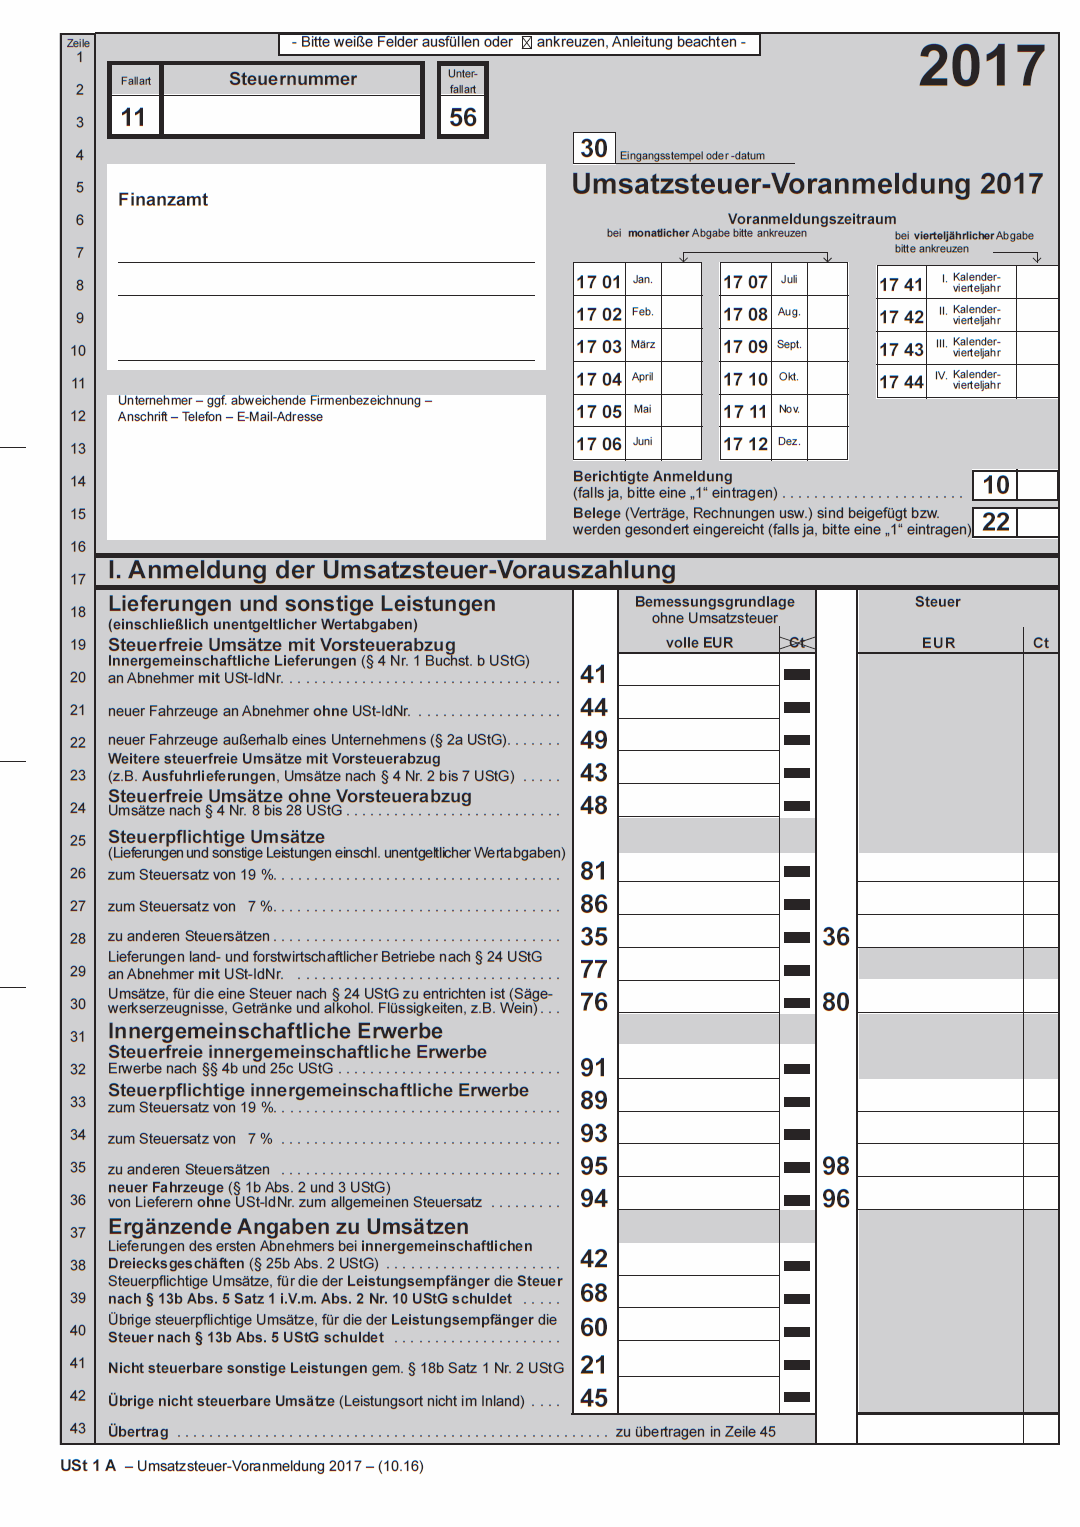 Zeile
- Bitte weiße Felder ausfüllen oder ☒ ankreuzen, Anleitung beachten -
1
2017
Fallart Steuernummer Unter-
fallart
2
11 56
3
30 Eingangsstempel oder -datum
4
5 Finanzamt Umsatzsteuer-Voranmeldung 2017
6 Voranmeldungszeitraum
bei monatlicher Abgabe bitte ankreuzen bei vierteljährlicher Abgabe
bitte ankreuzen
7
8 17 01 Jan. 17 07 Juli 17 41 I. Kalender-
vierteljahr
9 17 02 Feb. 17 08 Aug. 17 42 II. Kalender-
vierteljahr
10 17 03 März 17 09 Sept. 17 43 III. Kalender-
vierteljahr
11 17 04 April 17 10 Okt. 17 44 IV. Kalender-
vierteljahr
Unternehmer – ggf. abweichende Firmenbezeichnung –
12 Anschrift – Telefon – E-Mail-Adresse 17 05 Mai 17 11 Nov.
13 17 06 Juni 17 12 Dez.
14 Berichtigte Anmeldung
(falls ja, bitte eine „1“ eintragen) . . . . . . . . . . . . . . . . . . . . . . . 10
15 Belege (Verträge, Rechnungen usw.) sind beigefügt bzw.
werden gesondert eingereicht (falls ja, bitte eine „1“ eintragen) 22
16
17 I. Anmeldung der Umsatzsteuer-Vorauszahlung
18 Lieferungen und sonstige Leistungen Bemessungsgrundlage Steuer
(einschließlich unentgeltlicher Wertabgaben) ohne Umsatzsteuer
19 Steuerfreie Umsätze mit Vorsteuerabzug volle EUR Ct EUR Ct
Innergemeinschaftliche Lieferungen (§ 4 Nr. 1 Buchst. b UStG)
20 an Abnehmer mit USt-IdNr. . . . . . . . . . . . . . . . . . . . . . . . . . . . . . . . . . . 41
21 neuer Fahrzeuge an Abnehmer ohne USt-IdNr. . . . . . . . . . . . . . . . . . . 44
22 neuer Fahrzeuge außerhalb eines Unternehmens (§ 2a UStG). . . . . . . 49
Weitere steuerfreie Umsätze mit Vorsteuerabzug
23 (z.B. Ausfuhrlieferungen, Umsätze nach § 4 Nr. 2 bis 7 UStG) . . . . . 43
Steuerfreie Umsätze ohne Vorsteuerabzug
24 Umsätze nach § 4 Nr. 8 bis 28 UStG . . . . . . . . . . . . . . . . . . . . . . . . . . . 48
25 Steuerpflichtige Umsätze
(Lieferungen und sonstige Leistungen einschl. unentgeltlicher Wertabgaben)
26 zum Steuersatz von 19 %. . . . . . . . . . . . . . . . . . . . . . . . . . . . . . . . . . . . 81
27 zum Steuersatz von 7 %. . . . . . . . . . . . . . . . . . . . . . . . . . . . . . . . . . . . 86
28 zu anderen Steuersätzen . . . . . . . . . . . . . . . . . . . . . . . . . . . . . . . . . . . . 35 36
Lieferungen land- und forstwirtschaftlicher Betriebe nach § 24 UStG
29 an Abnehmer mit USt-IdNr. . . . . . . . . . . . . . . . . . . . . . . . . . . . . . . . . . 77
Umsätze, für die eine Steuer nach § 24 UStG zu entrichten ist (Säge-
30 werkserzeugnisse, Getränke und alkohol. Flüssigkeiten, z.B. Wein) . . . 76 80
31 Innergemeinschaftliche Erwerbe
Steuerfreie innergemeinschaftliche Erwerbe
32 Erwerbe nach §§ 4b und 25c UStG . . . . . . . . . . . . . . . . . . . . . . . . . . . . 91
Steuerpflichtige innergemeinschaftliche Erwerbe
33 zum Steuersatz von 19 %. . . . . . . . . . . . . . . . . . . . . . . . . . . . . . . . . . . . 89
34 zum Steuersatz von 7 % . . . . . . . . . . . . . . . . . . . . . . . . . . . . . . . . . . . 93
35 zu anderen Steuersätzen . . . . . . . . . . . . . . . . . . . . . . . . . . . . . . . . . . . 95 98
neuer Fahrzeuge (§ 1b Abs. 2 und 3 UStG)
36 von Lieferern ohne USt-IdNr. zum allgemeinen Steuersatz . . . . . . . . . 94 96
37 Ergänzende Angaben zu Umsätzen
Lieferungen des ersten Abnehmers bei innergemeinschaftlichen
38 Dreiecksgeschäften (§ 25b Abs. 2 UStG) . . . . . . . . . . . . . . . . . . . . . . 42
Steuerpflichtige Umsätze, für die der Leistungsempfänger die Steuer
39 nach § 13b Abs. 5 Satz 1 i.V.m. Abs. 2 Nr. 10 UStG schuldet . . . . . 68
Übrige steuerpflichtige Umsätze, für die der Leistungsempfänger die
40 Steuer nach § 13b Abs. 5 UStG schuldet . . . . . . . . . . . . . . . . . . . . . 60
41 Nicht steuerbare sonstige Leistungen gem. § 18b Satz 1 Nr. 2 UStG 21
42 Übrige nicht steuerbare Umsätze (Leistungsort nicht im Inland) . . . . 45
43 Übertrag . . . . . . . . . . . . . . . . . . . . . . . . . . . . . . . . . . . . . . . . . . . . . . . . . . . . . . zu übertragen in Zeile 45
USt 1 A – Umsatzsteuer-Voranmeldung 2017 – (10.16)